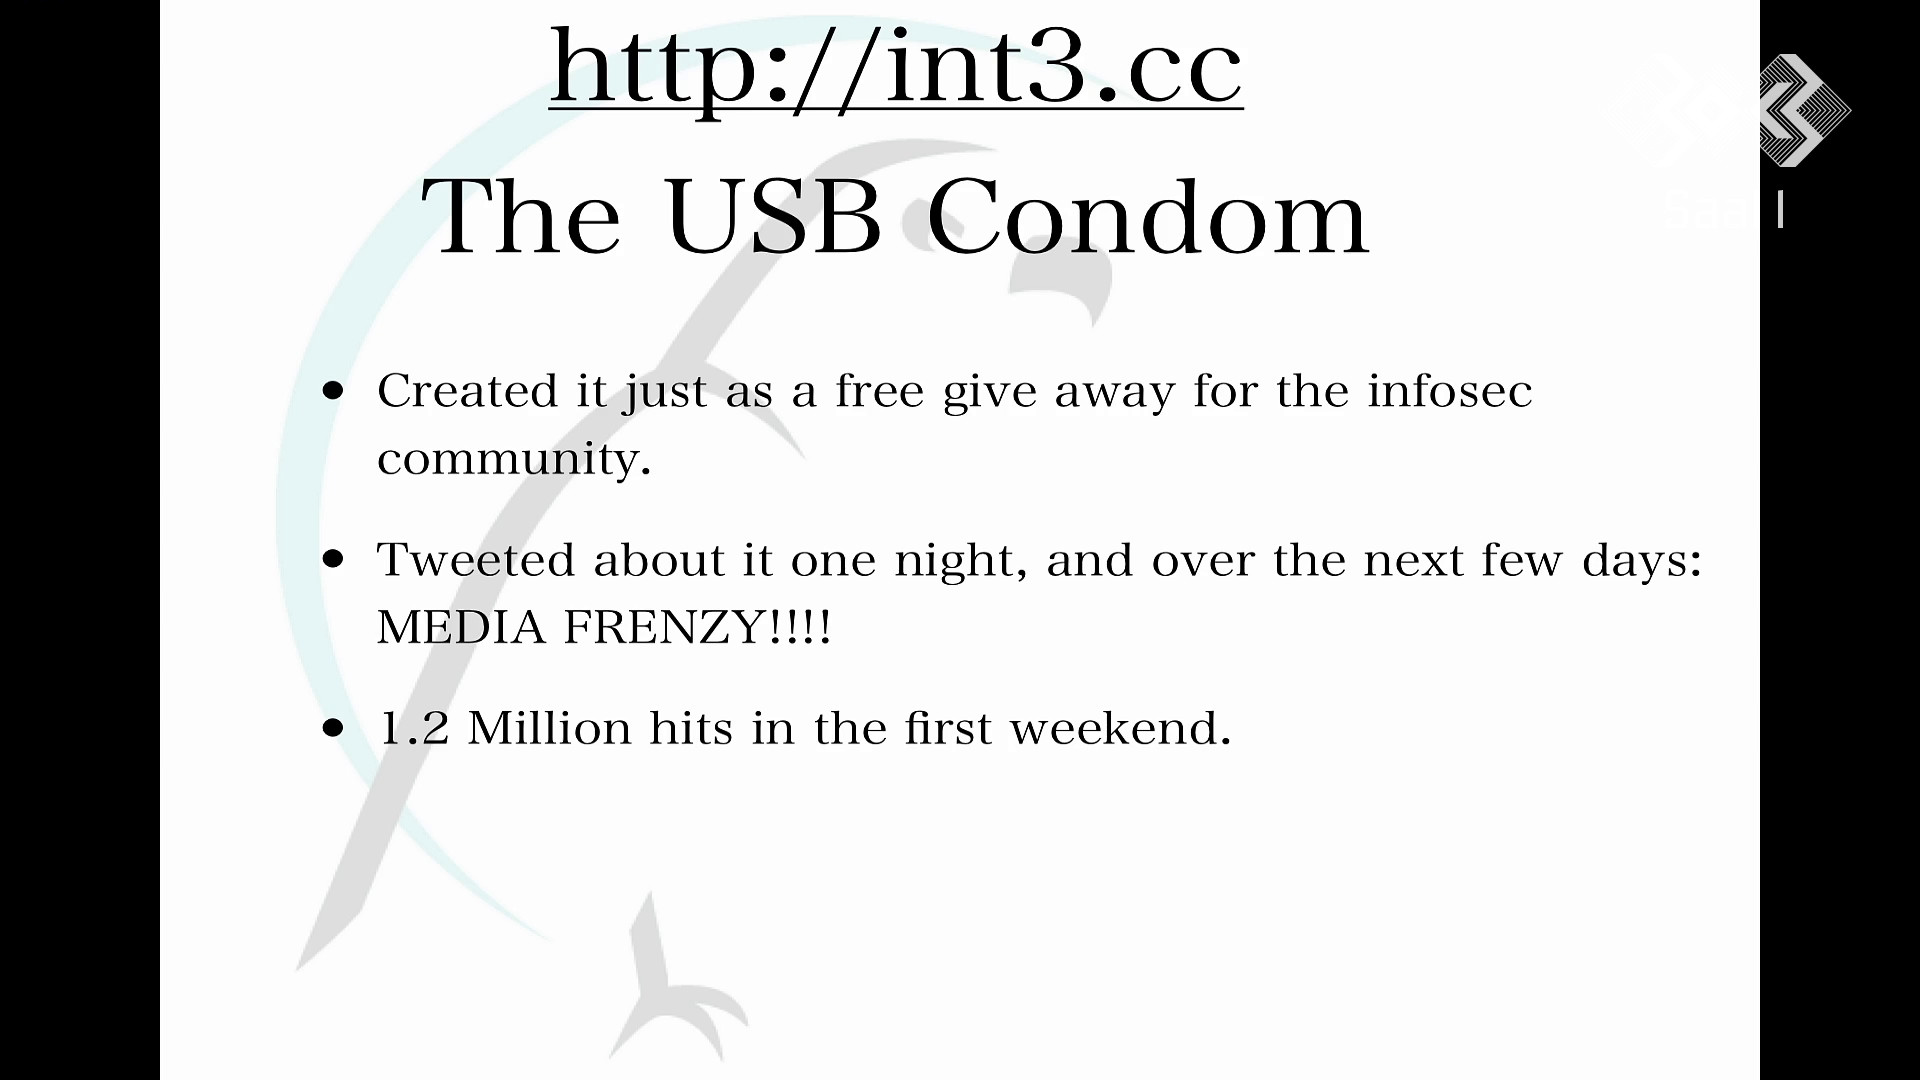 http://int3.cc
The USB Condom
• Created it just as a free give away for the infosec
community.
• Tweeted about it one night, and over the next few days:
MEDIA FRENZY!!!!
• 1.2 Million hits in the first weekend.
Saal 1